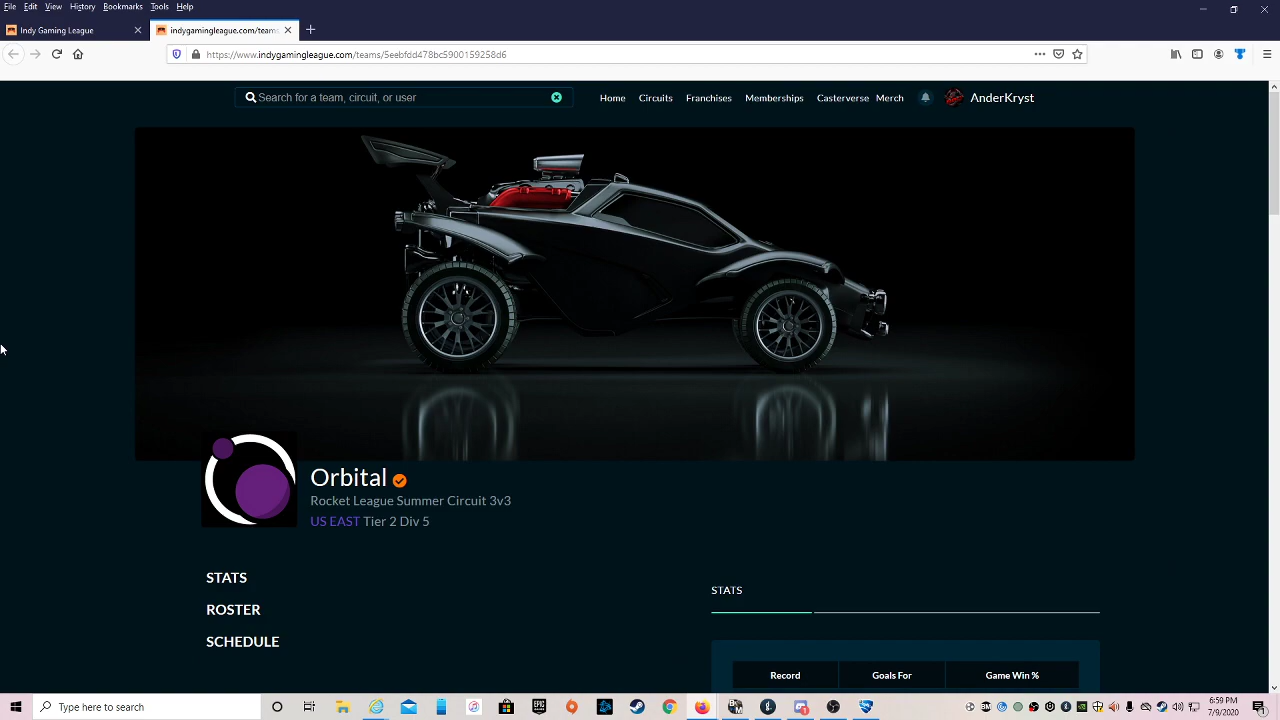 File Edit View History Bookmarks Tools Help
Indy Gaming League
indygamingleague.com/teams
https://www.indygamingleague.com/teams/5eebfdd478bc5900159258d6
Search for a team, circuit, or user
Home Circuits Franchises Memberships Casterverse Merch AnderKryst
Orbital
Rocket League Summer Circuit 3v3
US EAST Tier 2 Div 5
STATS
ROSTER
SCHEDULE
STATS
Record Goals For Game Win %
Type here to search
5:59 PM
7/9/2020